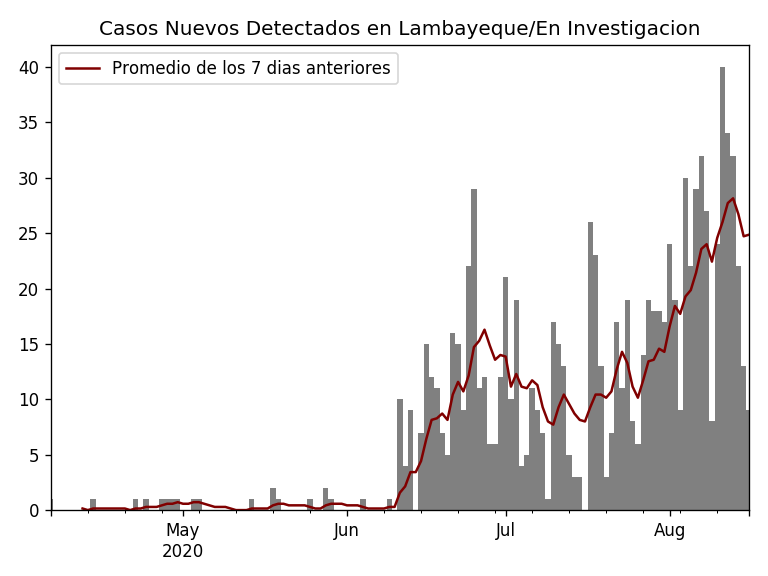 Casos Nuevos Detectados en Lambayeque/En Investigacion
Promedio de los 7 dias anteriores
40
35
30
25
20
15
10
5
0
May
2020
Jun
Jul
Aug